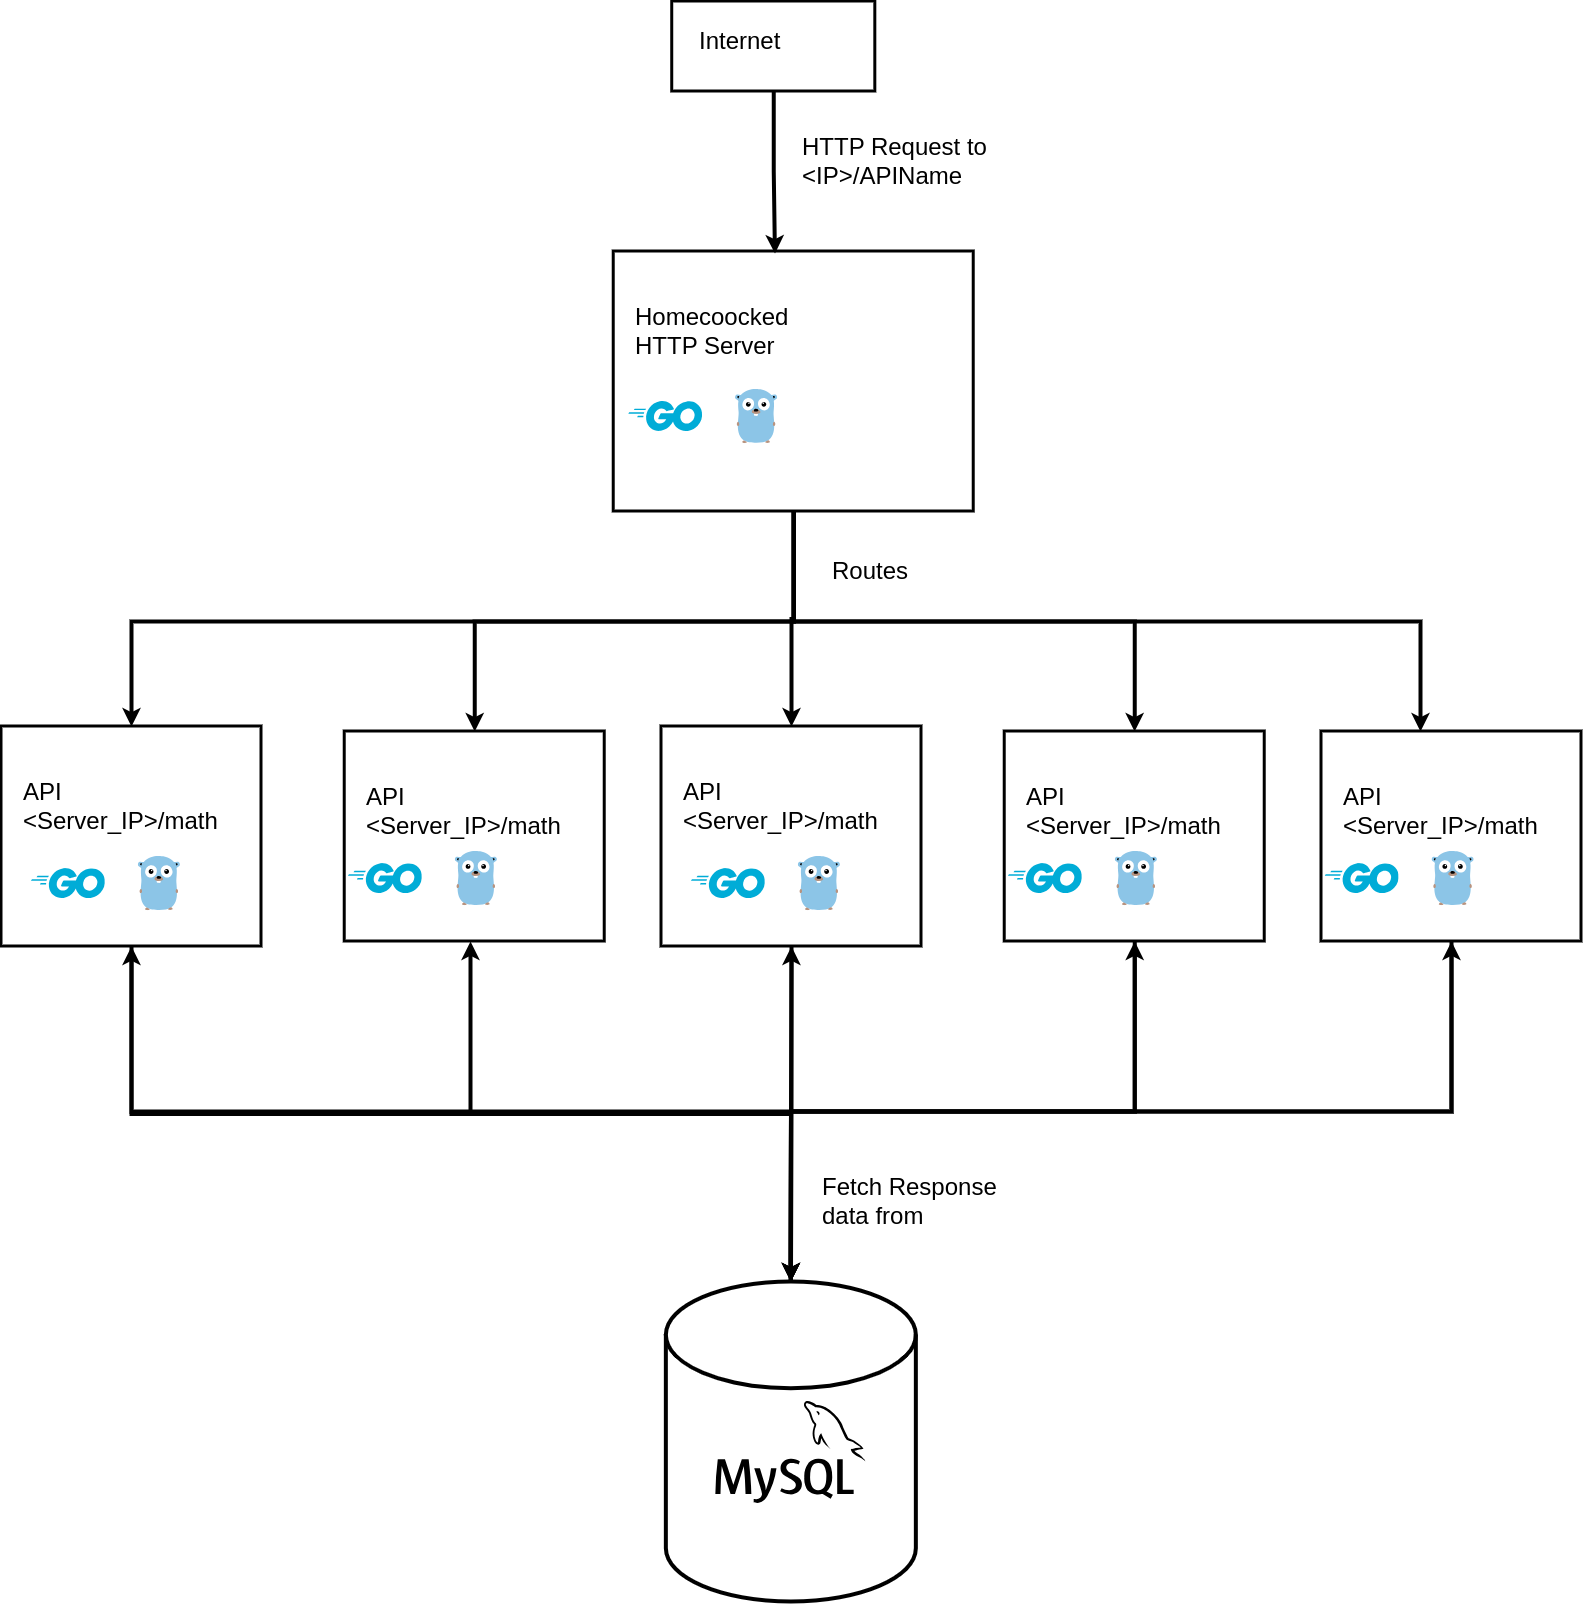 Internet
HTTP Request to
<IP>/APIName
Homecoocked
HTTP Server
GO
Routes
API
<Server_IP>/math
GO
API
<Server_IP>/math
GO
API
<Server_IP>/math
GO
API
<Server_IP>/math
GO
API
<Server_IP>/math
GO
Fetch Response
data from
MySQL